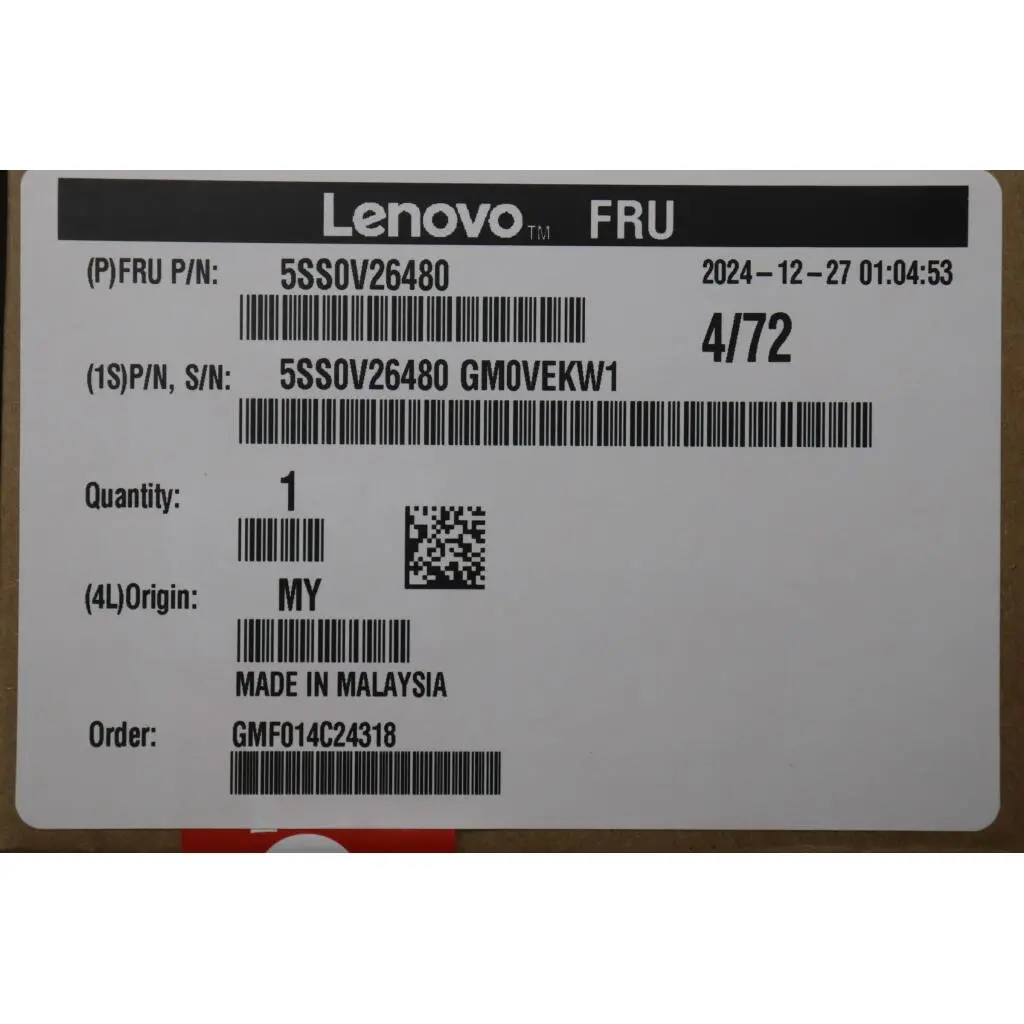 Lenovo™ FRU
(P)FRU P/N: 5SS0V26480 2024-12-27 01:04:53
4/72
(1S)P/N, S/N: 5SS0V26480 GM0VEKW1
Quantity: 1
(4L)Origin: MY
MADE IN MALAYSIA
Order: GMF014C24318